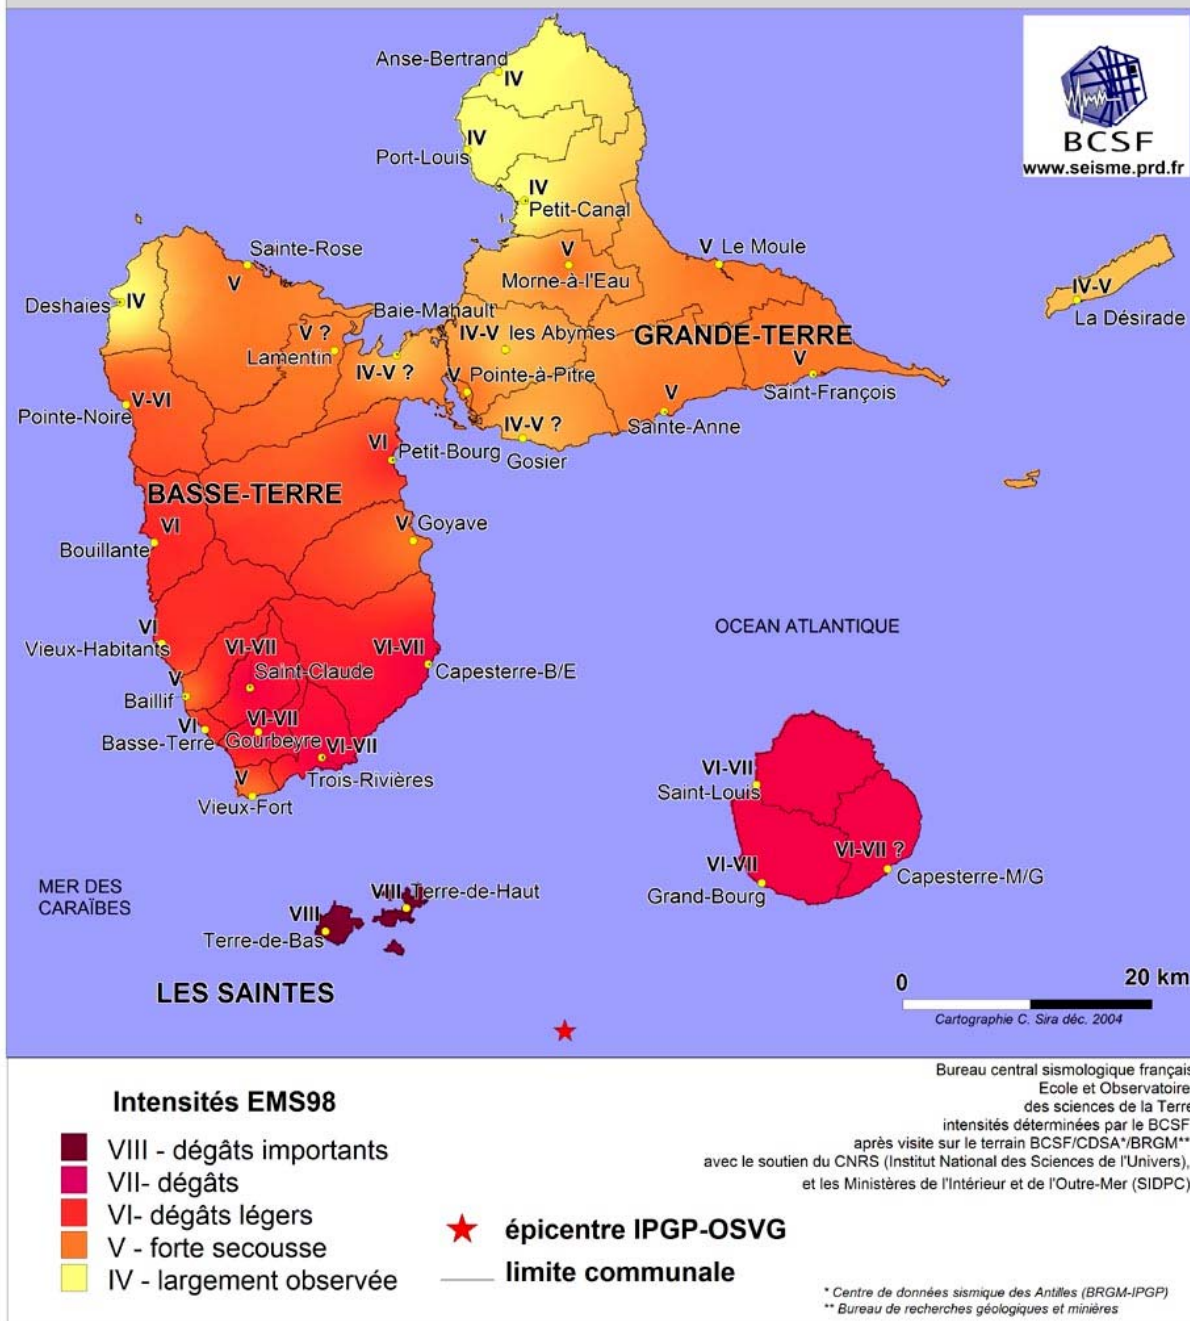 BCSF
www.seisme.prd.fr
Anse-Bertrand
IV
IV
Port-Louis
IV
Petit-Canal
Sainte-Rose
V
V
V Le Moule
Morne-à-l'Eau
Deshaies
IV
IV-V
La Désirade
Baie-Mahault
V ?
Lamentin
IV-V les Abymes
GRANDE-TERRE
IV-V ?
V
Pointe-à-Pitre
V
Saint-François
V-VI
Pointe-Noire
V
Sainte-Anne
IV-V ?
Gosier
VI
Petit-Bourg
BASSE-TERRE
VI
Bouillante
V
Goyave
OCEAN ATLANTIQUE
VI
Vieux-Habitants
VI-VII
Saint-Claude
VI-VII
Capesterre-B/E
V
Baillif
VI
Basse-Terre
VI-VII
Gourbeyre
VI-VII
Trois-Rivières
V
Vieux-Fort
VI-VII
Saint-Louis
VI-VII
Grand-Bourg
VI-VII ?
Capesterre-M/G
MER DES
CARAÏBES
VIII
Terre-de-Haut
VIII
Terre-de-Bas
LES SAINTES
0
20 km
Cartographie C. Sira déc. 2004
Intensités EMS98
VIII - dégâts importants
VII- dégâts
VI- dégâts légers
V - forte secousse
IV - largement observée
épicentre IPGP-OSVG
limite communale
Bureau central sismologique français
Ecole et Observatoire
des sciences de la Terre
intensités déterminées par le BCSF
après visite sur le terrain BCSF/CDSA*/BRGM**
avec le soutien du CNRS (Institut National des Sciences de l'Univers),
et les Ministères de l'Intérieur et de l'Outre-Mer (SIDPC)
* Centre de données sismique des Antilles (BRGM-IPGP)
** Bureau de recherches géologiques et minières